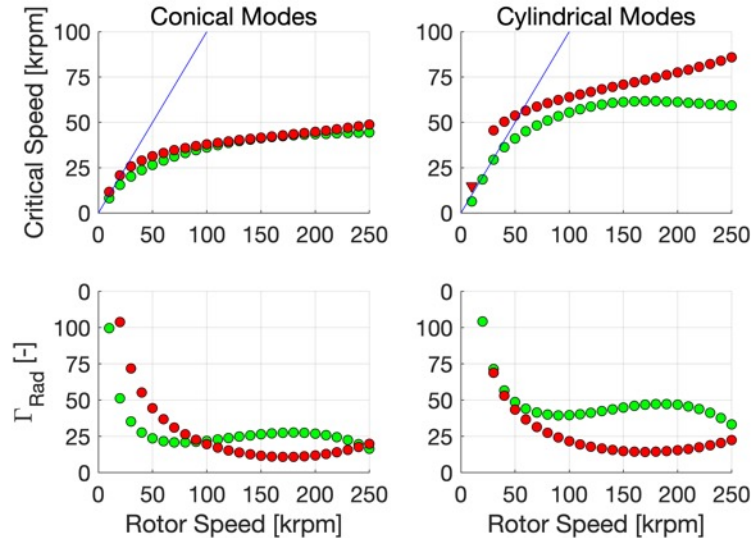 Conical Modes
Cylindrical Modes
Critical Speed [krpm]
100
75
50
25
0
0 50 100 150 200 250
100
75
50
25
0
0 50 100 150 200 250
Γ_Rad [-]
0
100
75
50
25
0
0 50 100 150 200 250
Rotor Speed [krpm]
0
100
75
50
25
0
0 50 100 150 200 250
Rotor Speed [krpm]